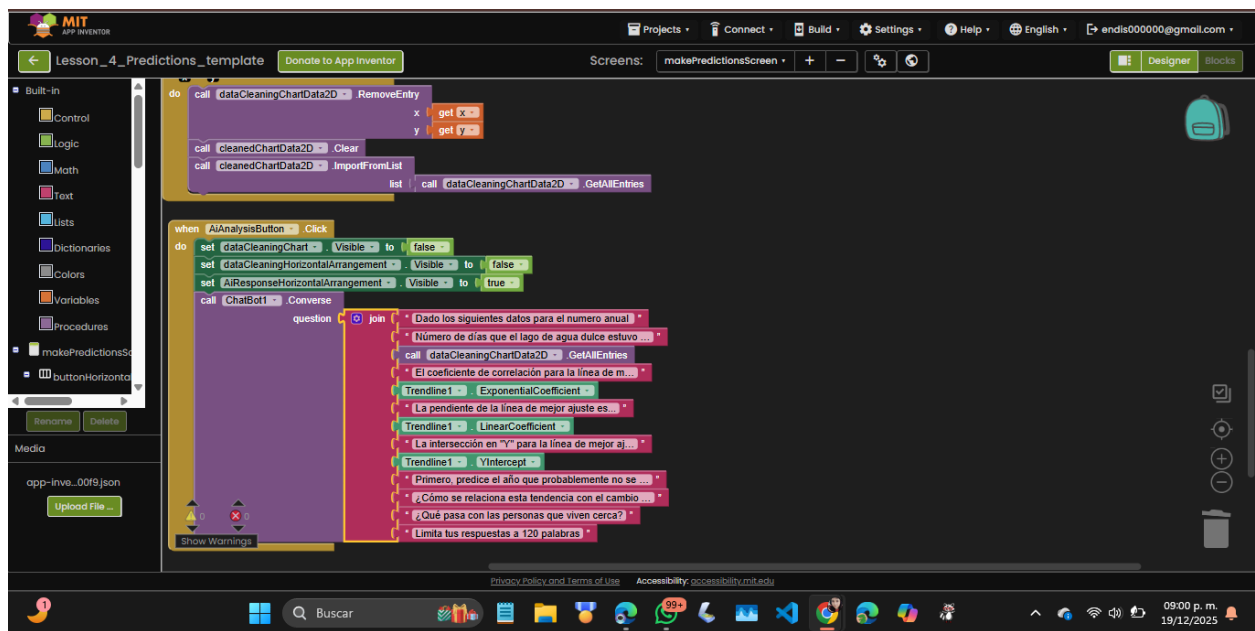 MIT
APP INVENTOR
Projects
Connect
Build
Settings
Help
English
endis000000@gmail.com
Lesson_4_Predictions_template
Donate to App Inventor
Screens:
makePredictionsScreen
+
−
Designer
Blocks
Built-in
Control
Logic
Math
Text
Lists
Dictionaries
Colors
Variables
Procedures
makePredictionsSc
buttonHorizonta
Rename
Delete
Media
app-inve...00f9.json
Upload File ...
do call dataCleaningChartData2D .RemoveEntry
x get x
y get y
call cleanedChartData2D .Clear
call cleanedChartData2D .ImportFromList
list call dataCleaningChartData2D .GetAllEntries
when AiAnalysisButton .Click
do set dataCleaningChart . Visible to false
set dataCleaningHorizontalArrangement . Visible to false
set AiResponseHorizontalArrangement . Visible to true
call ChatBot1 .Converse
question join " Dado los siguientes datos para el numero anual "
" Número de días que el lago de agua dulce estuvo ... "
call dataCleaningChartData2D .GetAllEntries
" El coeficiente de correlación para la línea de m... "
Trendline1 . ExponentialCoefficient
" La pendiente de la línea de mejor ajuste es... "
Trendline1 . LinearCoefficient
" La intersección en "Y" para la línea de mejor aj... "
Trendline1 . YIntercept
" Primero, predice el año que probablemente no se ... "
" ¿Cómo se relaciona esta tendencia con el cambio ... "
" ¿Qué pasa con las personas que viven cerca? "
" Limita tus respuestas a 120 palabras "
0 0
Show Warnings
Privacy Policy and Terms of Use Accessibility: accessibility.mit.edu
1
Buscar
99+
09:00 p. m.
19/12/2025